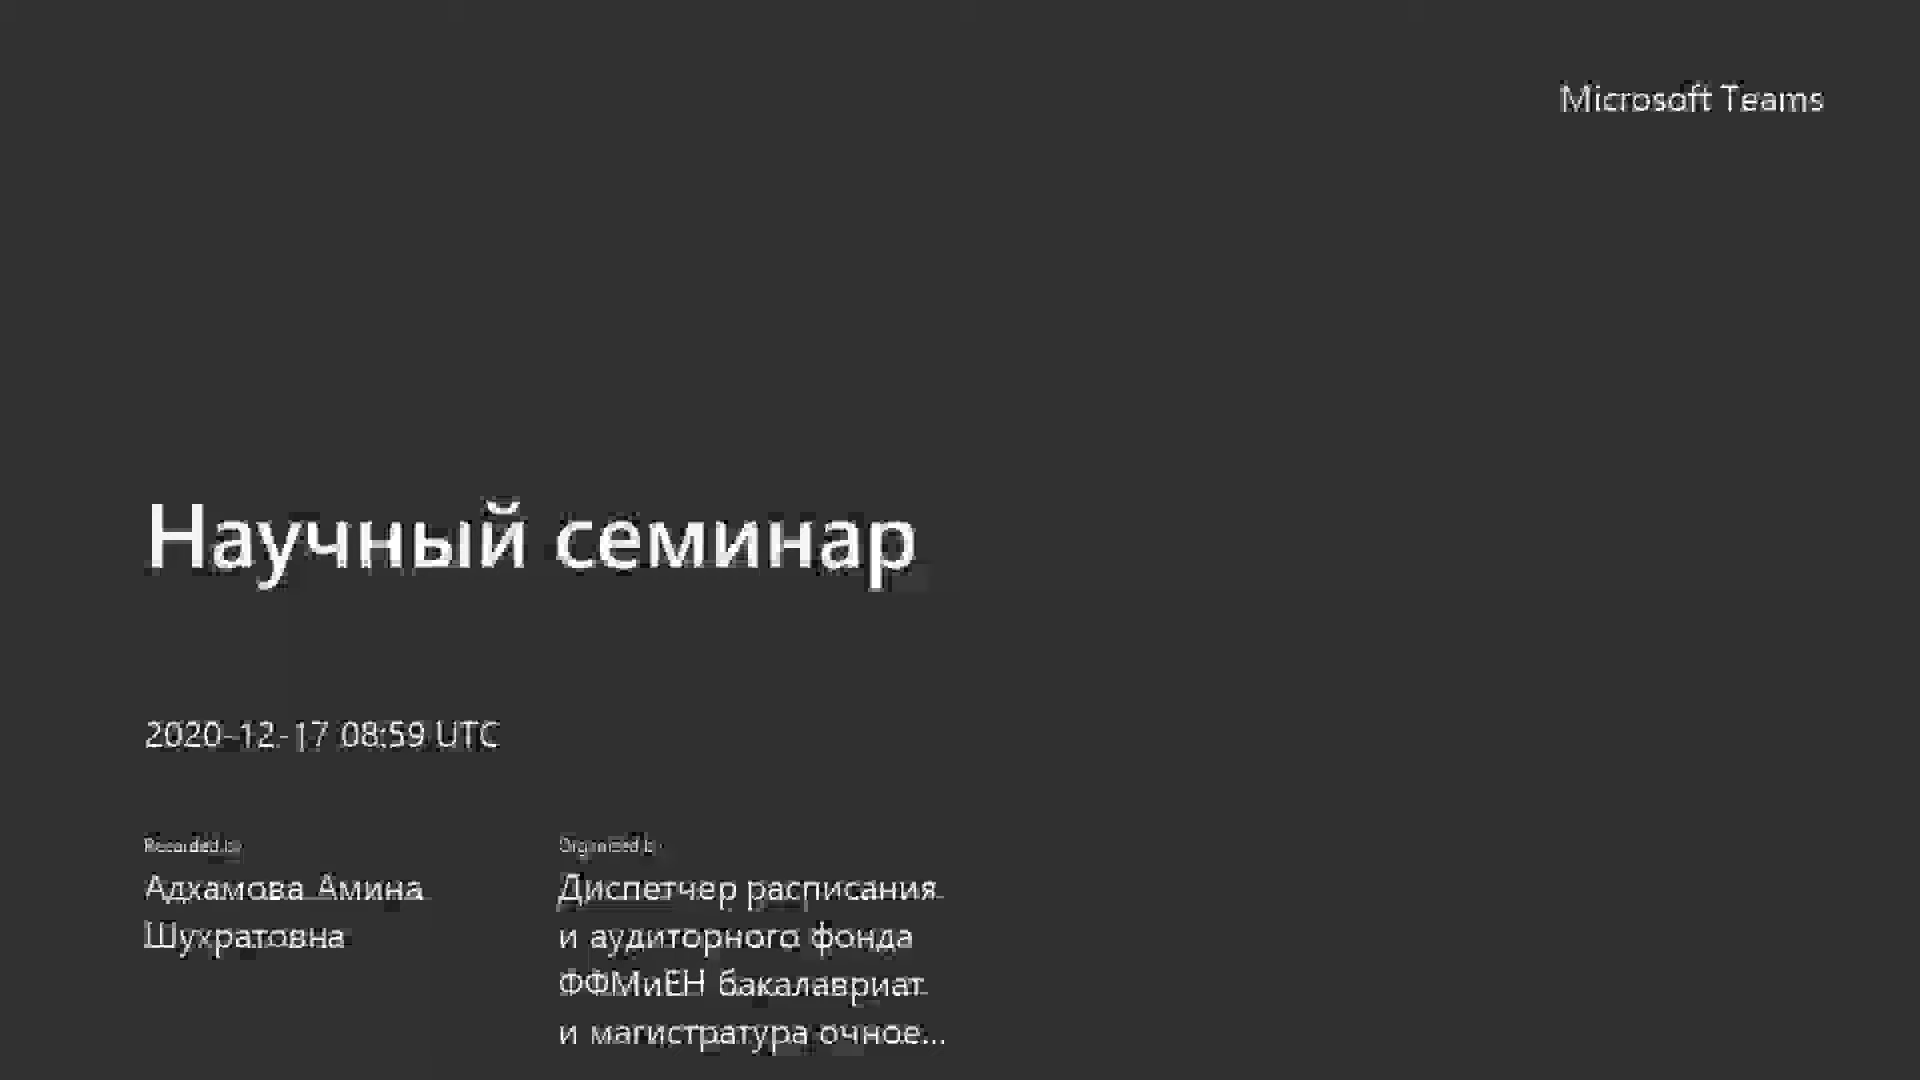 Microsoft Teams
Научный семинар
2020-12-17 08:59 UTC
Recorded by
Organized by
Адхамова Амина
Шухратовна
Диспетчер расписания
и аудиторного фонда
ФФМиЕН бакалавриат
и магистратура очное...